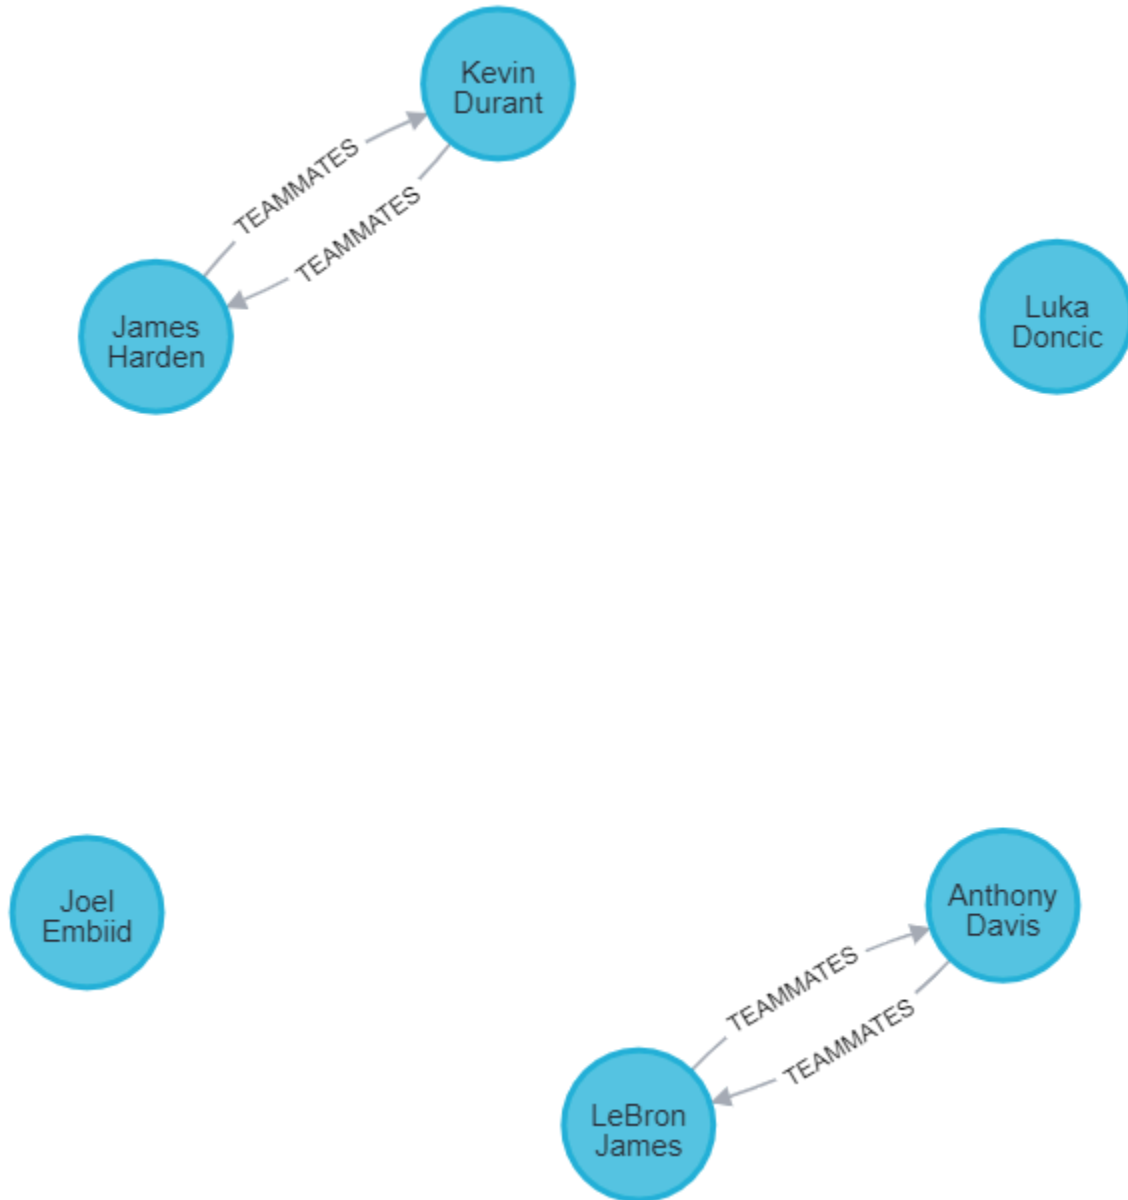 Kevin
Durant
TEAMMATES
TEAMMATES
James
Harden
Luka
Doncic
Joel
Embiid
Anthony
Davis
TEAMMATES
TEAMMATES
LeBron
James